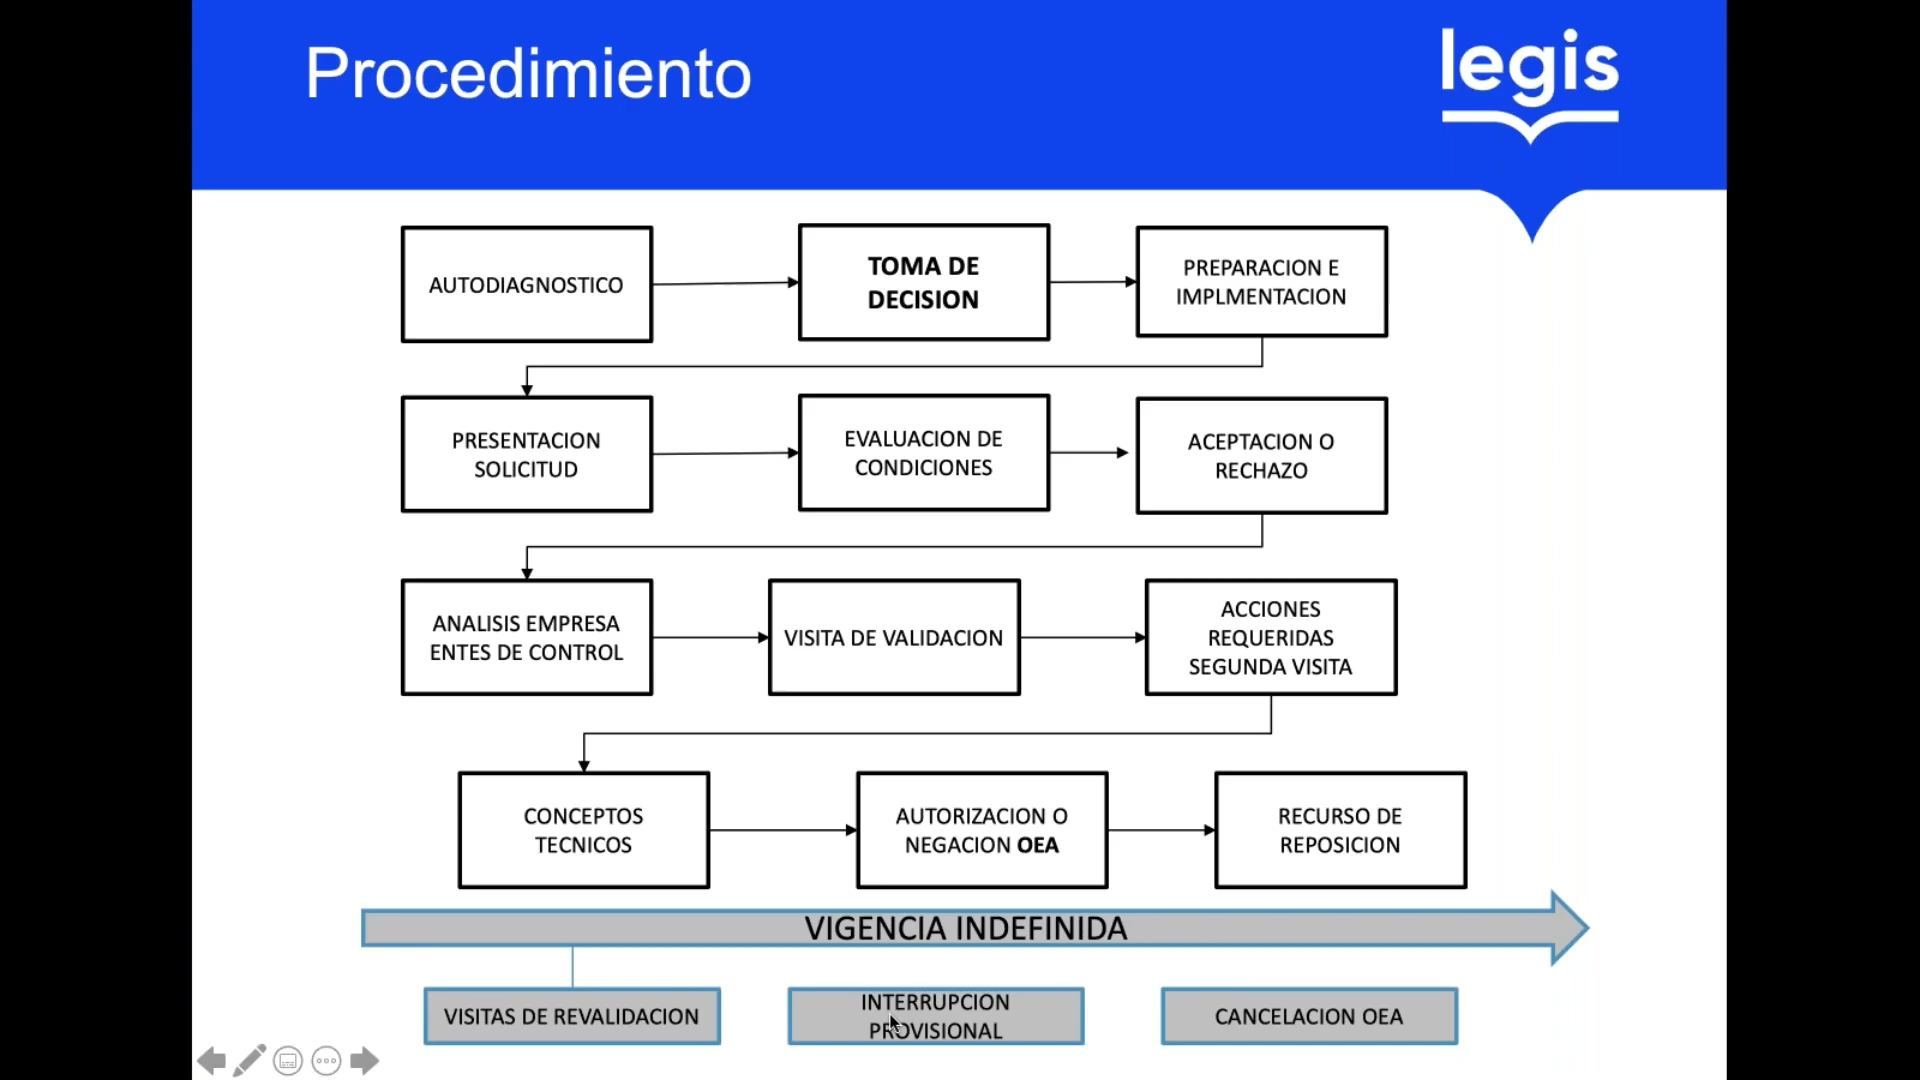 Procedimiento
legis
AUTODIAGNOSTICO
TOMA DE
DECISION
PREPARACION E
IMPLMENTACION
PRESENTACION
SOLICITUD
EVALUACION DE
CONDICIONES
ACEPTACION O
RECHAZO
ANALISIS EMPRESA
ENTES DE CONTROL
VISITA DE VALIDACION
ACCIONES
REQUERIDAS
SEGUNDA VISITA
CONCEPTOS
TECNICOS
AUTORIZACION O
NEGACION OEA
RECURSO DE
REPOSICION
VIGENCIA INDEFINIDA
VISITAS DE REVALIDACION
INTERRUPCION
PROVISIONAL
CANCELACION OEA